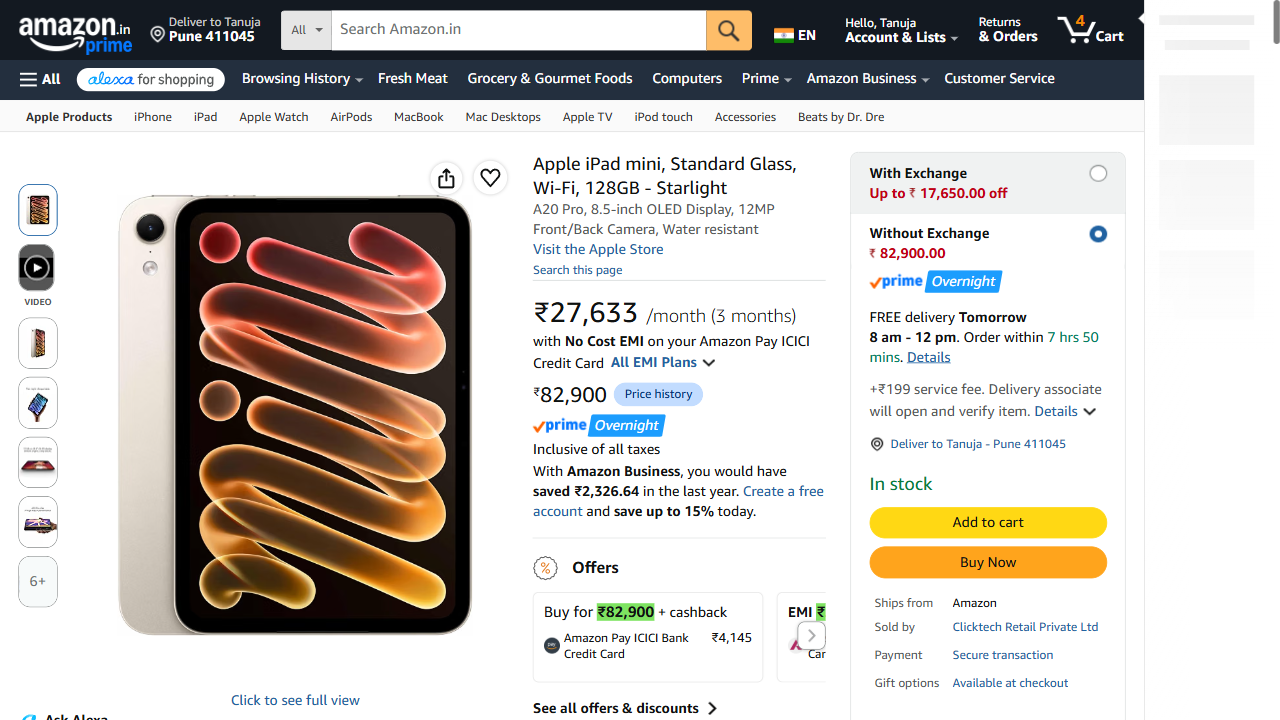 amazon.in
prime
Deliver to Tanuja
Pune 411045
All
Search Amazon.in
EN
Hello, Tanuja
Account & Lists
Returns
& Orders
4
Cart
All
alexa for shopping
Browsing History
Fresh Meat
Grocery & Gourmet Foods
Computers
Prime
Amazon Business
Customer Service
Apple Products
iPhone
iPad
Apple Watch
AirPods
MacBook
Mac Desktops
Apple TV
iPod touch
Accessories
Beats by Dr. Dre
VIDEO
6+
Click to see full view
Ask Alexa
Apple iPad mini, Standard Glass,
Wi-Fi, 128GB - Starlight
A20 Pro, 8.5-inch OLED Display, 12MP
Front/Back Camera, Water resistant
Visit the Apple Store
Search this page
₹27,633 /month (3 months)
with No Cost EMI on your Amazon Pay ICICI
Credit Card All EMI Plans
₹82,900 Price history
prime Overnight
Inclusive of all taxes
With Amazon Business, you would have
saved ₹2,326.64 in the last year. Create a free
account and save up to 15% today.
% Offers
Buy for ₹82,900 + cashback
pay Amazon Pay ICICI Bank
Credit Card
₹4,145
EMI ₹
Car
See all offers & discounts
With Exchange
Up to ₹ 17,650.00 off
Without Exchange
₹ 82,900.00
prime Overnight
FREE delivery Tomorrow
8 am - 12 pm. Order within 7 hrs 50
mins. Details
+₹199 service fee. Delivery associate
will open and verify item. Details
Deliver to Tanuja - Pune 411045
In stock
Add to cart
Buy Now
Ships from Amazon
Sold by Clicktech Retail Private Ltd
Payment Secure transaction
Gift options Available at checkout